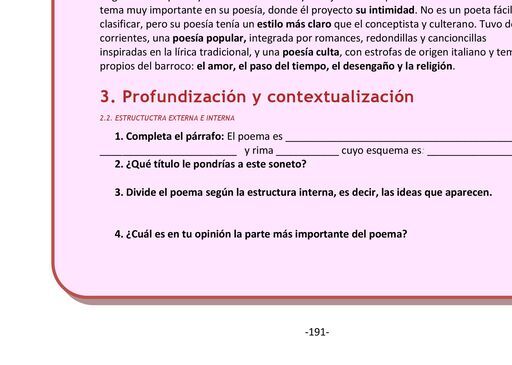 tema muy importante en su poesía, donde él proyecto su intimidad. No es un poeta fácil
clasificar, pero su poesía tenía un estilo más claro que el conceptista y culterano. Tuvo d
corrientes, una poesía popular, integrada por romances, redondillas y cancioncillas
inspiradas en la lírica tradicional, y una poesía culta, con estrofas de origen italiano y tem
propios del barroco: el amor, el paso del tiempo, el desengaño y la religión.
3. Profundización y contextualización
2.2. ESTRUCTUCTRA EXTERNA E INTERNA
1. Completa el párrafo: El poema es
y rima ____________ cuyo esquema es:
2. ¿Qué título le pondrías a este soneto?
3. Divide el poema según la estructura interna, es decir, las ideas que aparecen.
4. ¿Cuál es en tu opinión la parte más importante del poema?
-191-